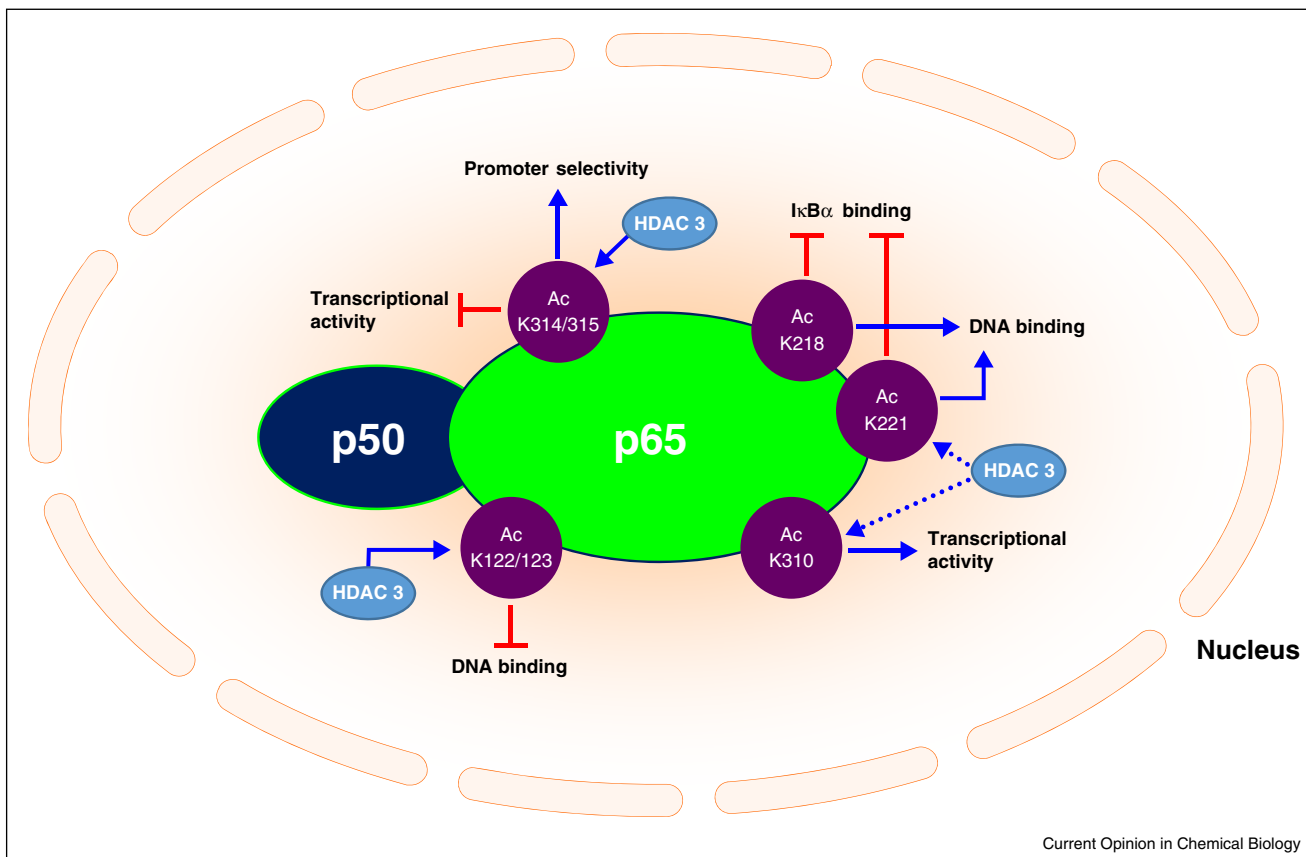 Promoter selectivity
HDAC 3
IκBα binding
Transcriptional
activity
Ac
K314/315
Ac
K218
DNA binding
Ac
K221
p50
p65
HDAC 3
Ac
K122/123
Ac
K310
Transcriptional
activity
HDAC 3
DNA binding
Nucleus
Current Opinion in Chemical Biology